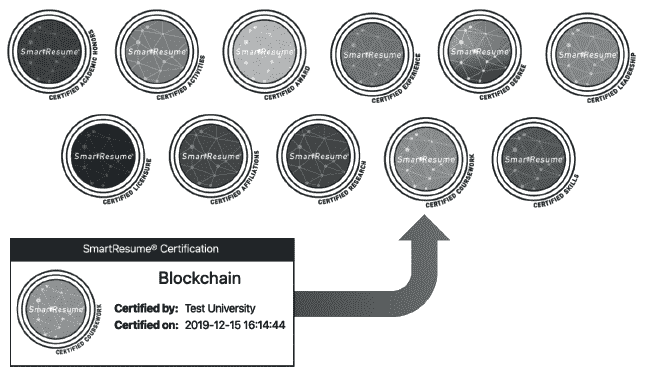 SmartResume® CERTIFIED ACADEMIC HONORS
SmartResume® CERTIFIED ACTIVITIES
SmartResume® CERTIFIED AWARD
SmartResume® CERTIFIED EXPERIENCE
SmartResume® CERTIFIED DEGREE
SmartResume® CERTIFIED LEADERSHIP
SmartResume® CERTIFIED LICENSURE
SmartResume® CERTIFIED AFFILIATIONS
SmartResume® CERTIFIED RESEARCH
SmartResume® CERTIFIED COURSEWORK
SmartResume® CERTIFIED SKILLS
SmartResume® Certification
Blockchain
SmartResume® CERTIFIED COURSEWORK
Certified by: Test University
Certified on: 2019-12-15 16:14:44